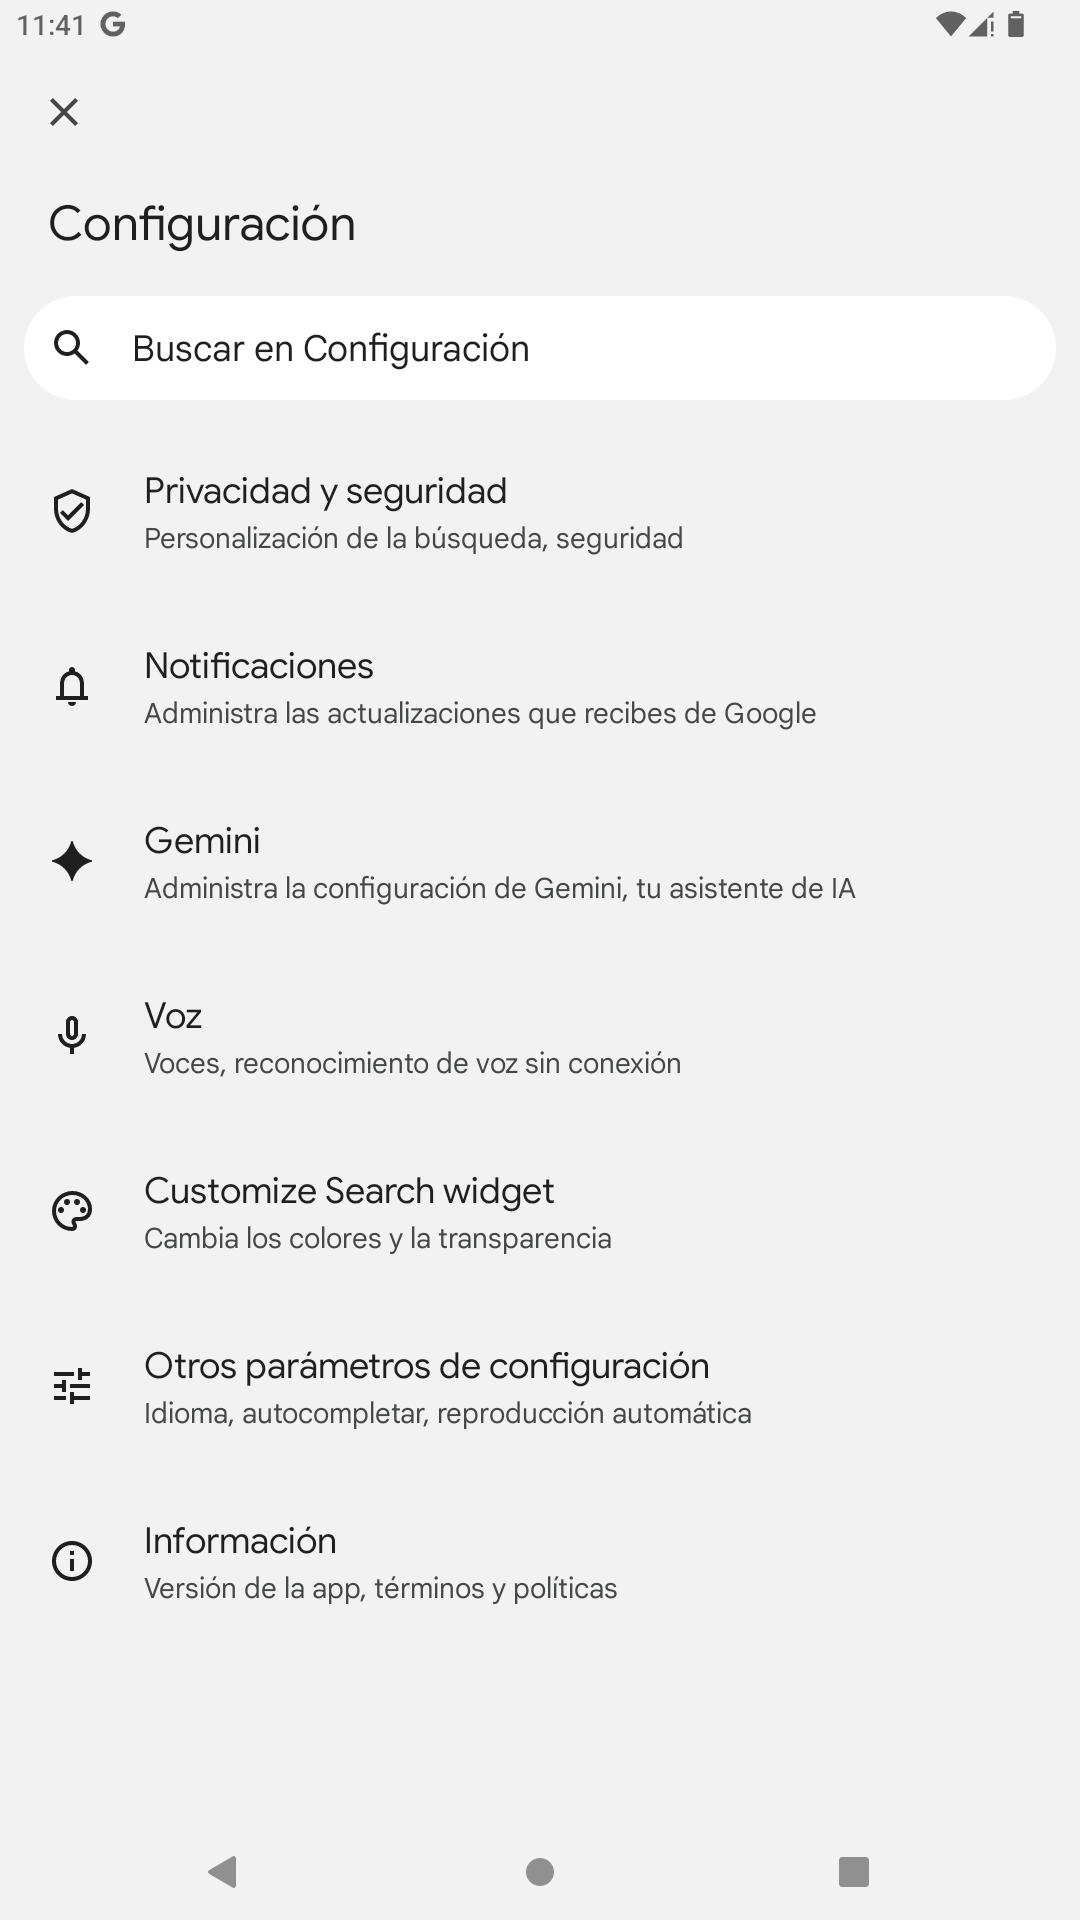 11:41
Configuración
Buscar en Configuración
Privacidad y seguridad
Personalización de la búsqueda, seguridad
Notificaciones
Administra las actualizaciones que recibes de Google
Gemini
Administra la configuración de Gemini, tu asistente de IA
Voz
Voces, reconocimiento de voz sin conexión
Customize Search widget
Cambia los colores y la transparencia
Otros parámetros de configuración
Idioma, autocompletar, reproducción automática
Información
Versión de la app, términos y políticas